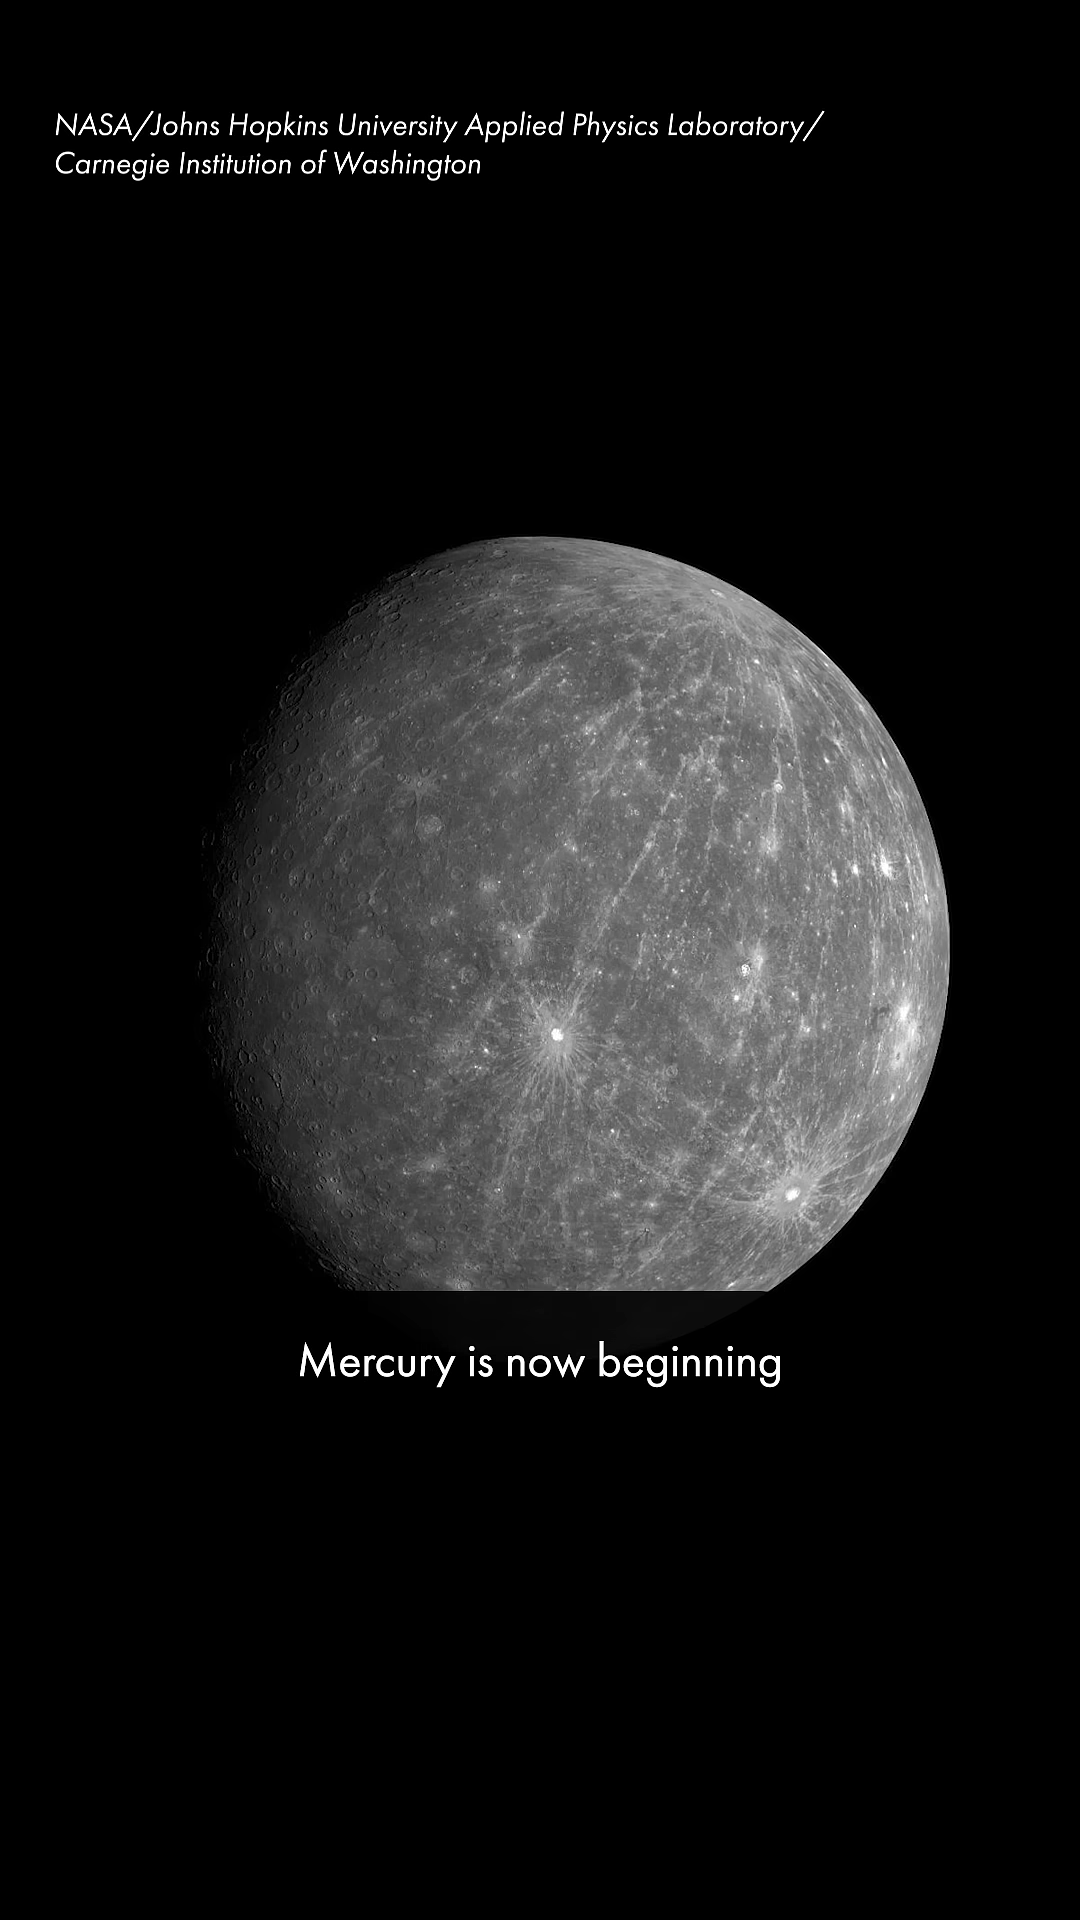 NASA/Johns Hopkins University Applied Physics Laboratory/
Carnegie Institution of Washington
Mercury is now beginning